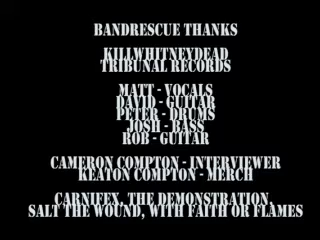 BANDRESCUE THANKS
KILLWHITNEYDEAD
TRIBUNAL RECORDS
MATT - VOCALS
DAVID - GUITAR
PETER - DRUMS
JOSH - BASS
ROB - GUITAR
CAMERON COMPTON - INTERVIEWER
KEATON COMPTON - MERCH
CARNIFEX, THE DEMONSTRATION,
SALT THE WOUND, WITH FAITH OR FLAMES